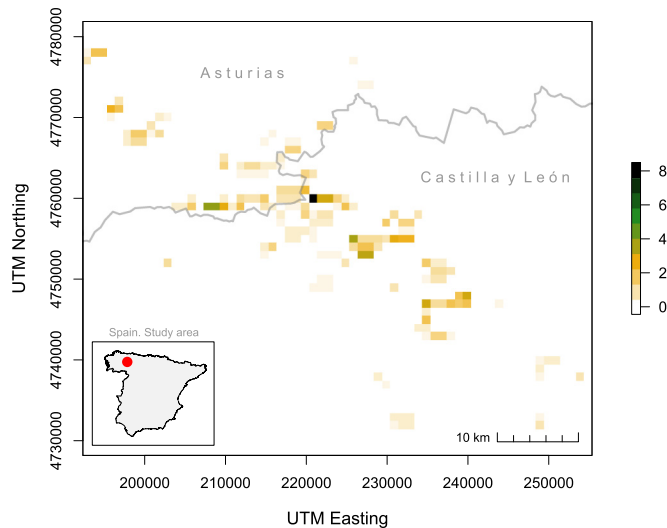 4780000
4770000
4760000
4750000
4740000
4730000
UTM Northing
Asturias
Castilla y León
8
6
4
2
0
Spain. Study area
10 km
200000 210000 220000 230000 240000 250000
UTM Easting